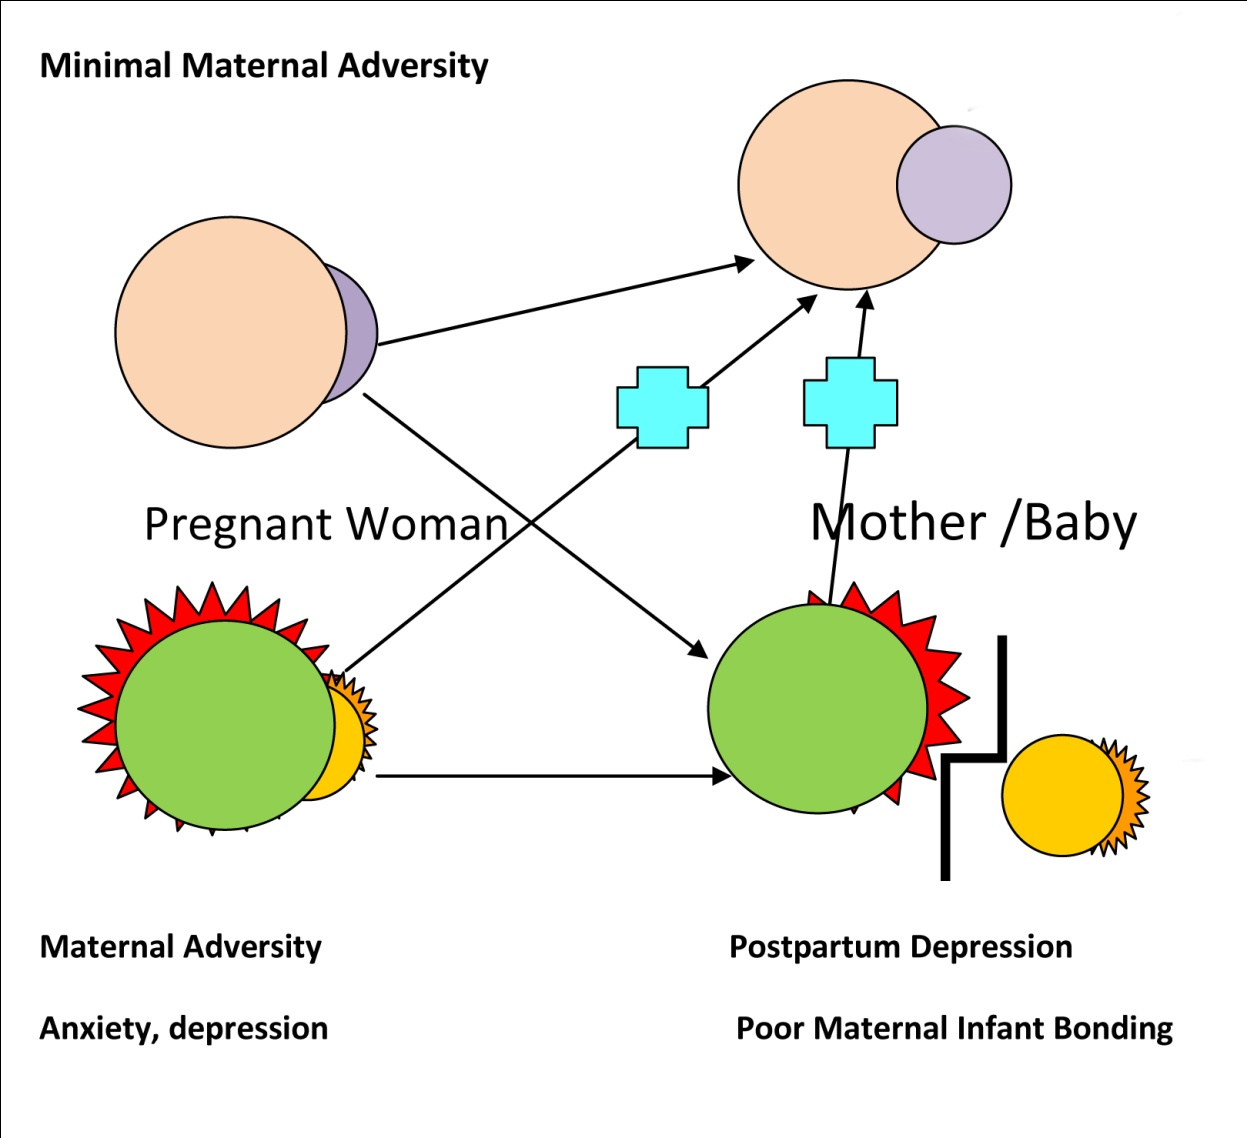 Minimal Maternal Adversity
Pregnant Woman
Mother /Baby
Maternal Adversity
Postpartum Depression
Anxiety, depression
Poor Maternal Infant Bonding